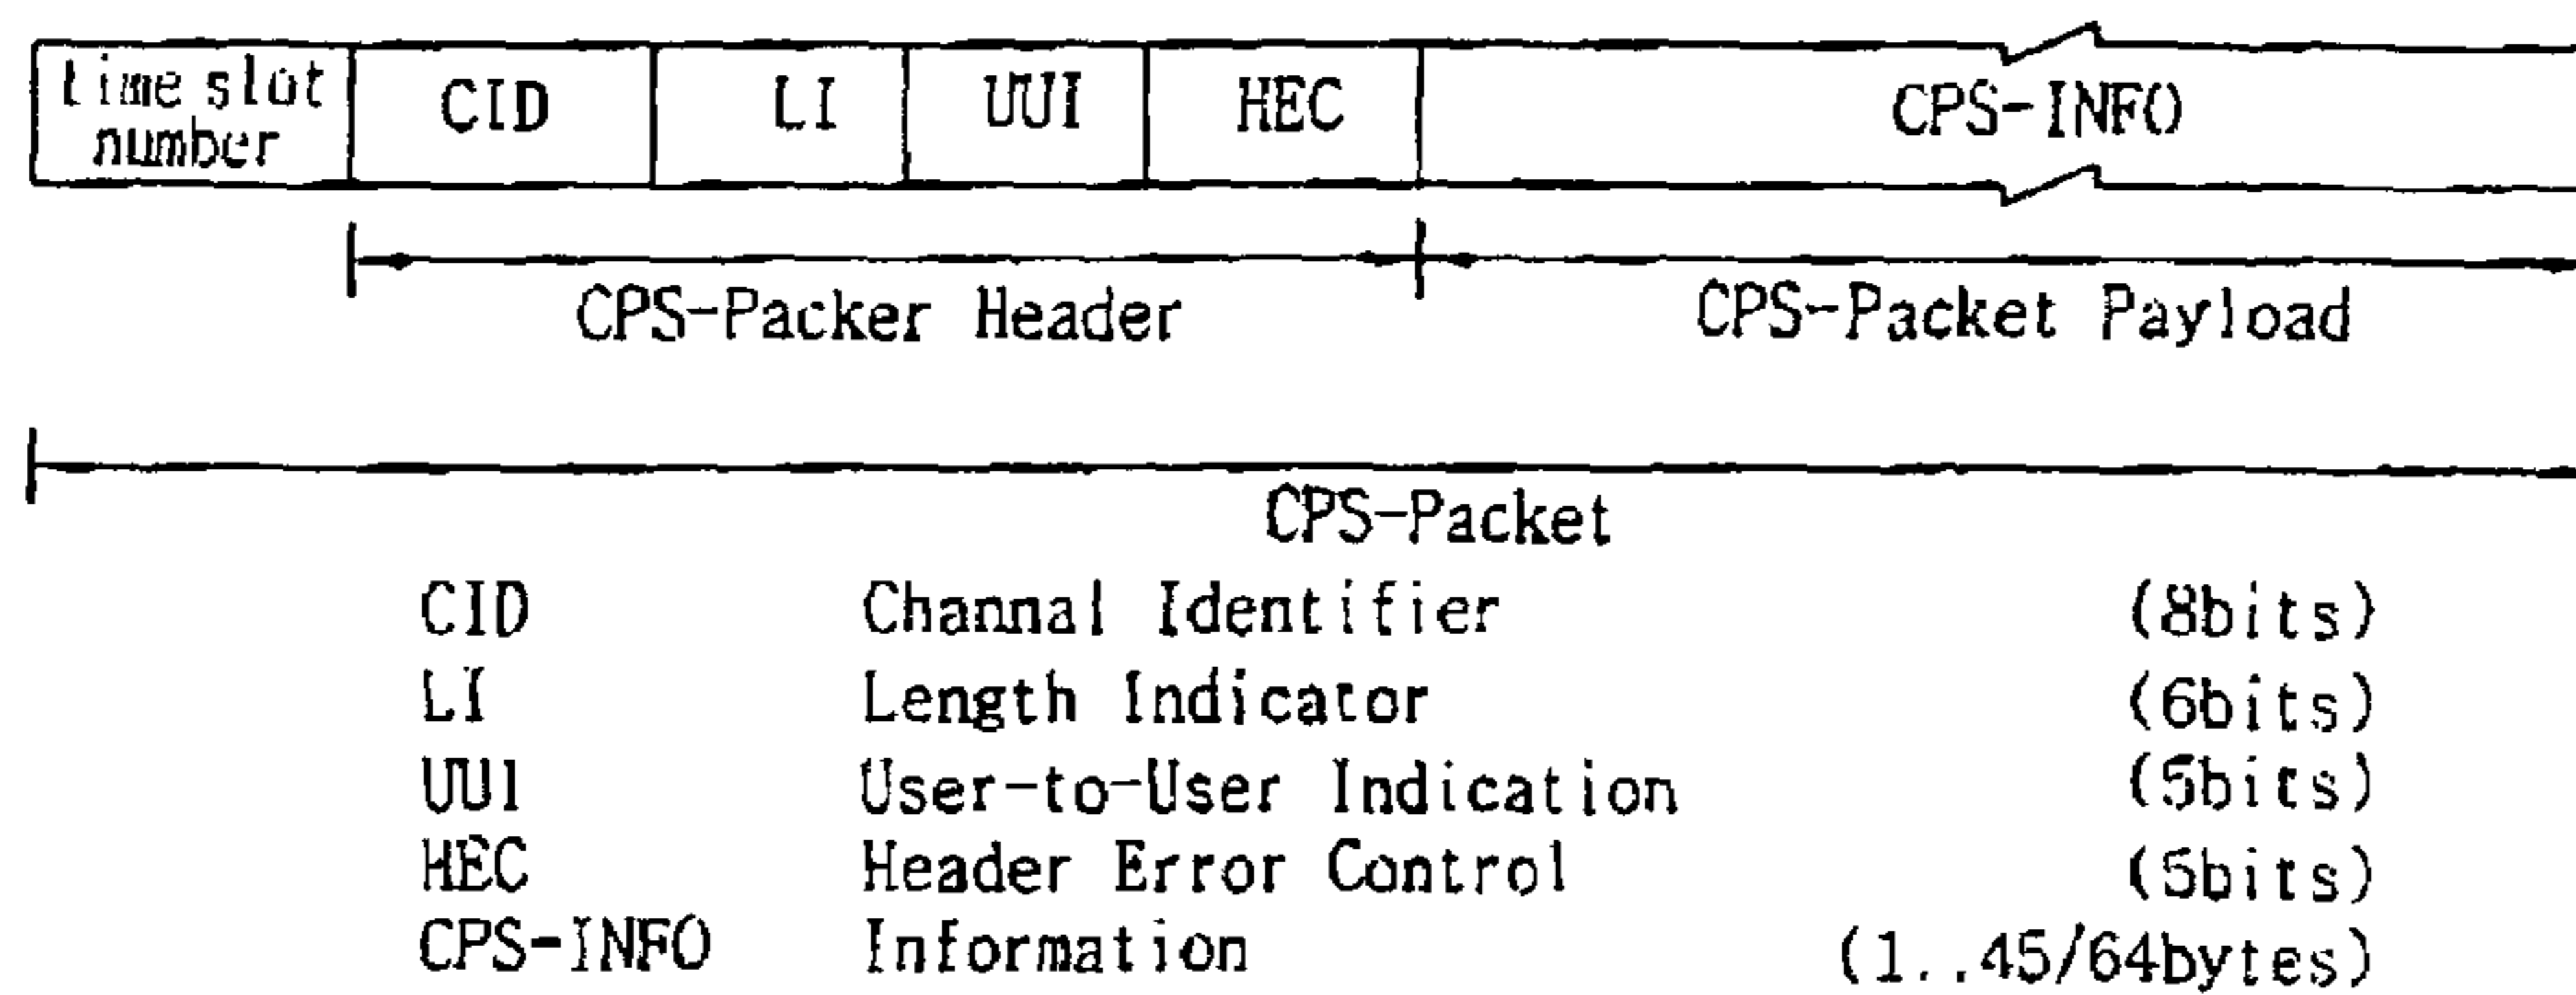 time slot number CID LI UUI HEC CPS-INFO
CPS-Packer Header CPS-Packet Payload
CPS-Packet
CID Channal Identifier (8bits)
LI Length Indicator (6bits)
UUI User-to-User Indication (5bits)
HEC Header Error Control (5bits)
CPS-INFO Information (1..45/64bytes)